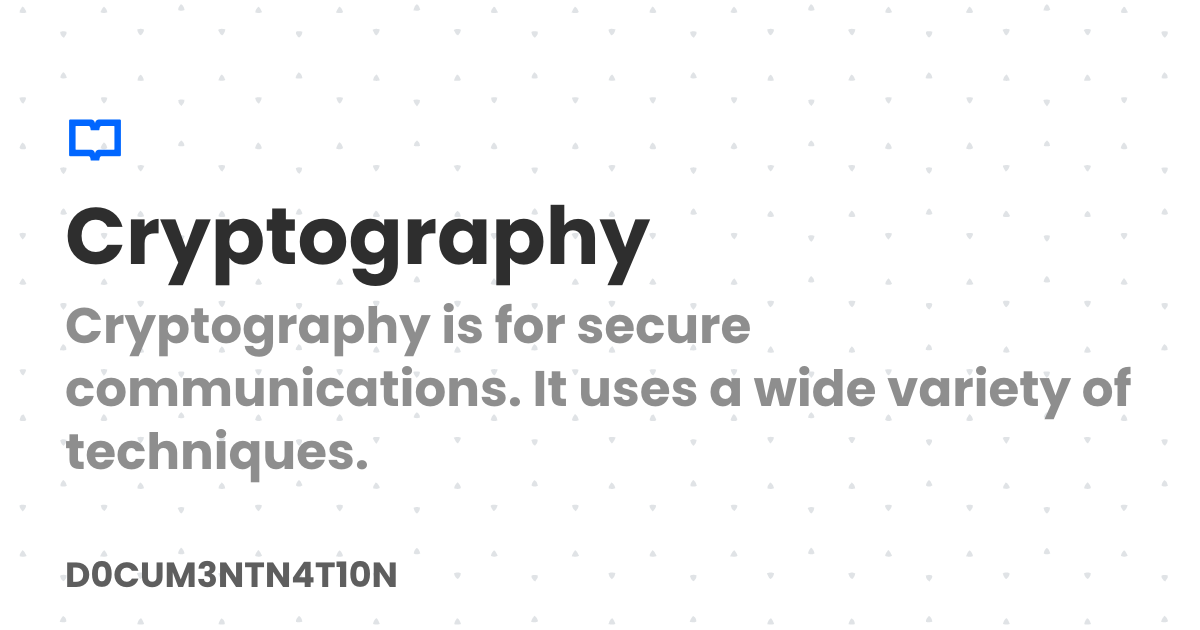 Cryptography
Cryptography is for secure
communications. It uses a wide variety of
techniques.
D0CUM3NTN4T10N